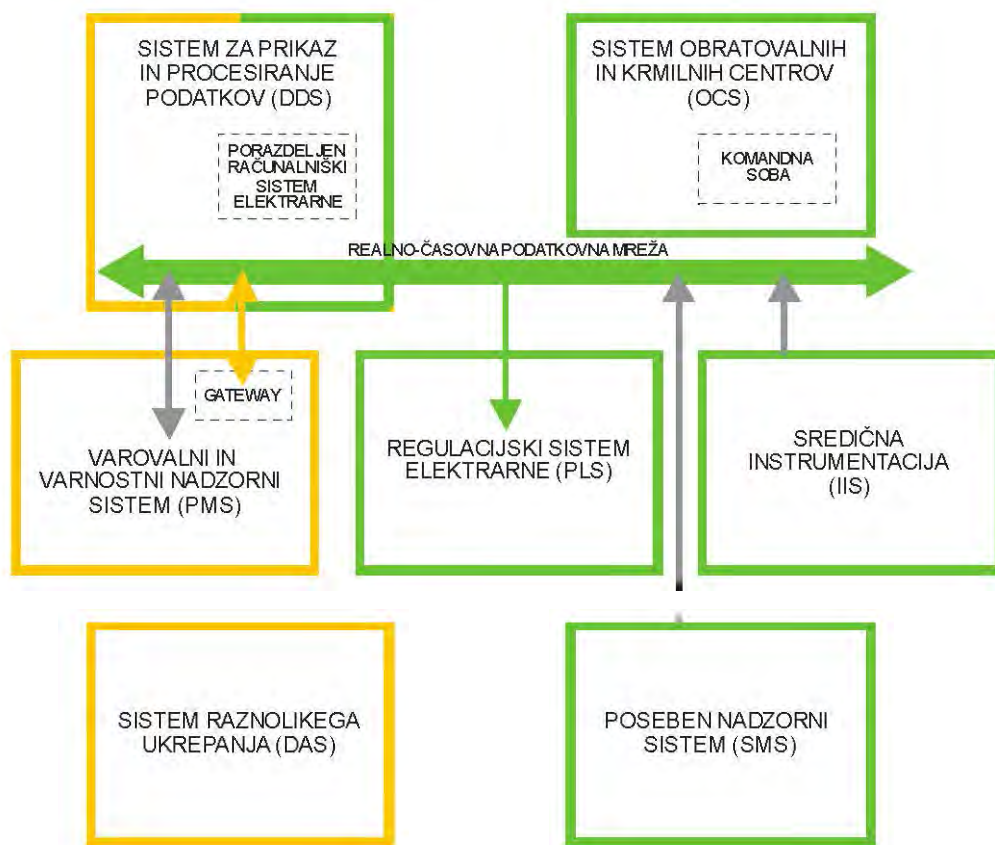 SISTEM ZA PRIKAZ
IN PROCESIRANJE
PODATKOV (DDS)
PORAZDELJEN
RAČUNALNIŠKI
SISTEM
ELEKTRARNE
SISTEM OBRATOVALNIH
IN KRMILNIH CENTROV
(OCS)
KOMANDNA
SOBA
REALNO-ČASOVNA PODATKOVNA MREŽA
GATEWAY
VAROVALNI IN
VARNOSTNI NADZORNI
SISTEM (PMS)
REGULACIJSKI SISTEM
ELEKTRARNE (PLS)
SREDIČNA
INSTRUMENTACIJA
(IIS)
SISTEM RAZNOLIKEGA
UKREPANJA (DAS)
POSEBEN NADZORNI
SISTEM (SMS)